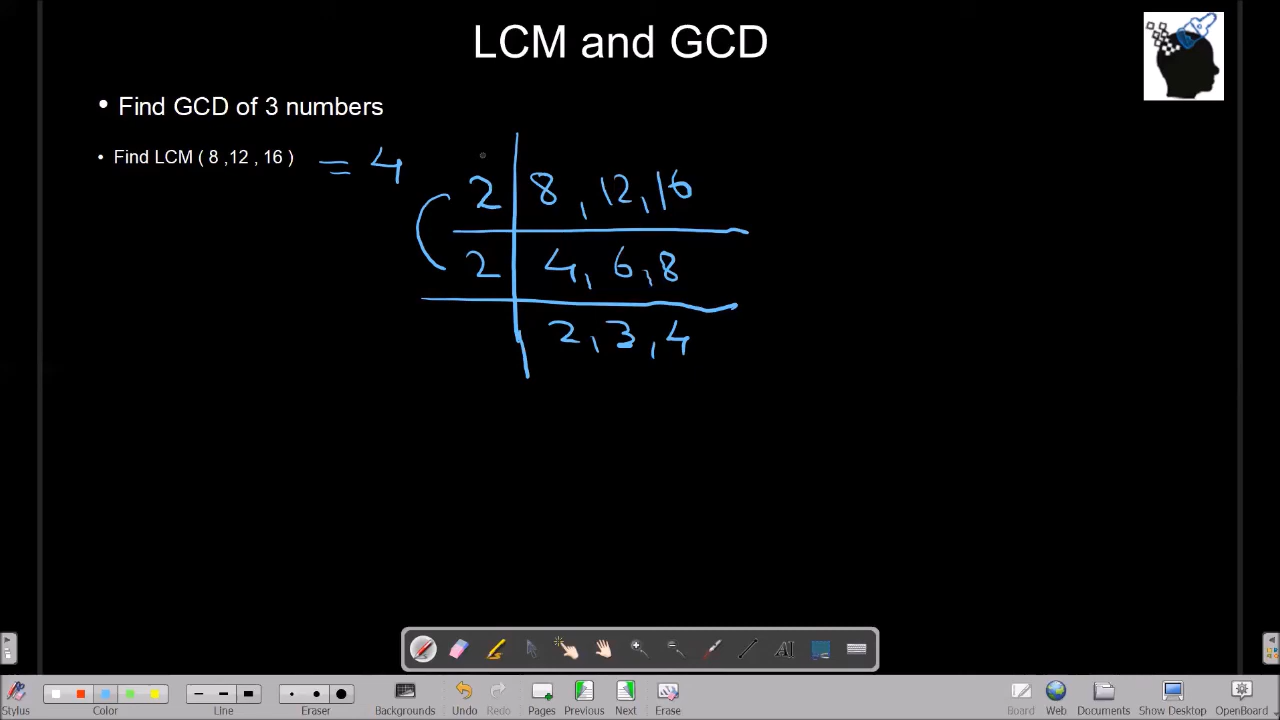 LCM and GCD
• Find GCD of 3 numbers
• Find LCM ( 8 ,12 , 16 ) = 4
2 8 , 12 , 16
2 4 , 6 , 8
2 , 3 , 4
Stylus Color Line Eraser Backgrounds Undo Redo Pages Previous Next Erase Board Web Documents Show Desktop OpenBoard